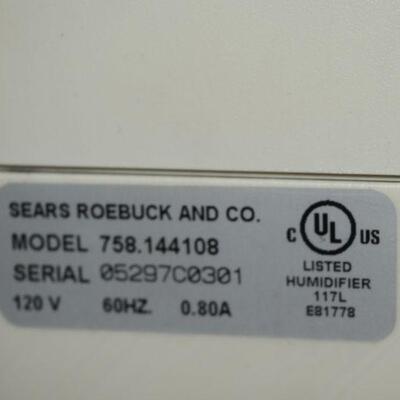 SEARS ROEBUCK AND CO.
MODEL 758.144108
SERIAL 05297C0301
120 V 60HZ. 0.80A
C UL US
LISTED
HUMIDIFIER
117L
E81778